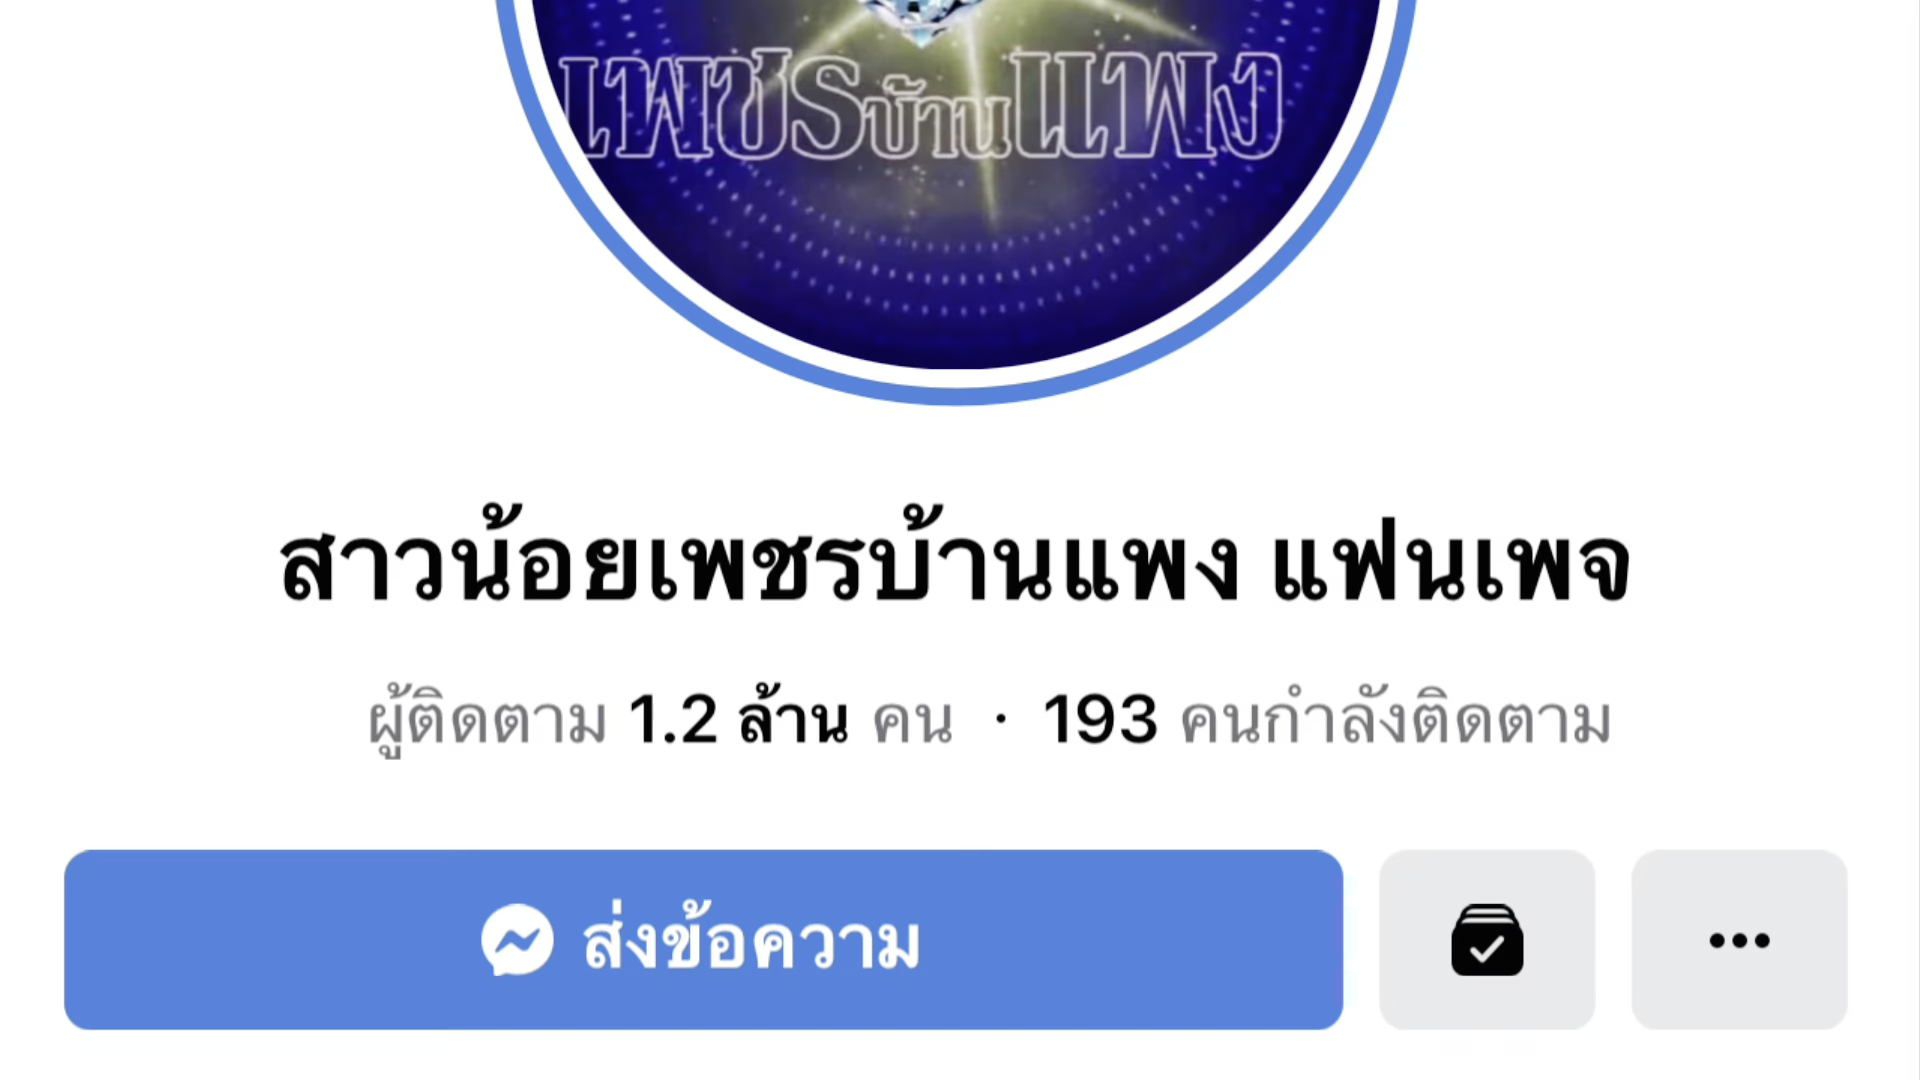 เพชรบ้านแพง
สาวน้อยเพชรบ้านแพง แฟนเพจ
ผู้ติดตาม 1.2 ล้าน คน · 193 คนกำลังติดตาม
ส่งข้อความ